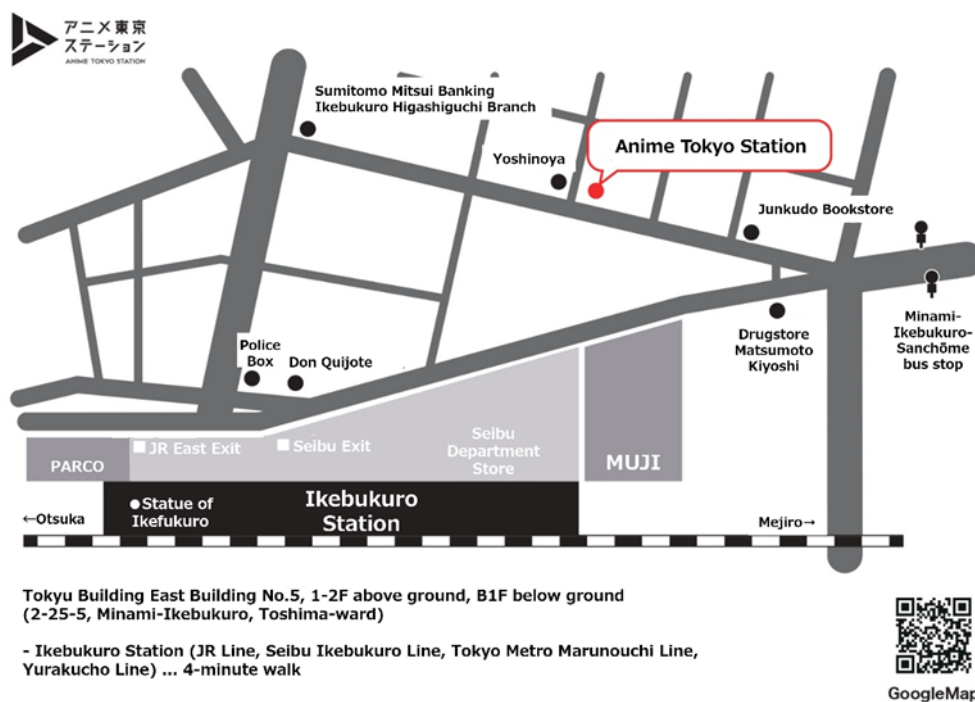 アニメ東京
ステーション
ANIME TOKYO STATION
Sumitomo Mitsui Banking
Ikebukuro Higashiguchi Branch
Yoshinoya
Anime Tokyo Station
Junkudo Bookstore
Police
Box
Don Quijote
Drugstore
Matsumoto
Kiyoshi
Minami-
Ikebukuro-
Sanchōme
bus stop
JR East Exit
Seibu Exit
Seibu
Department
Store
PARCO
MUJI
Statue of
Ikefukuro
Ikebukuro
Station
←Otsuka
Mejiro→
Tokyu Building East Building No.5, 1-2F above ground, B1F below ground
(2-25-5, Minami-Ikebukuro, Toshima-ward)
- Ikebukuro Station (JR Line, Seibu Ikebukuro Line, Tokyo Metro Marunouchi Line,
Yurakucho Line) ... 4-minute walk
GoogleMap